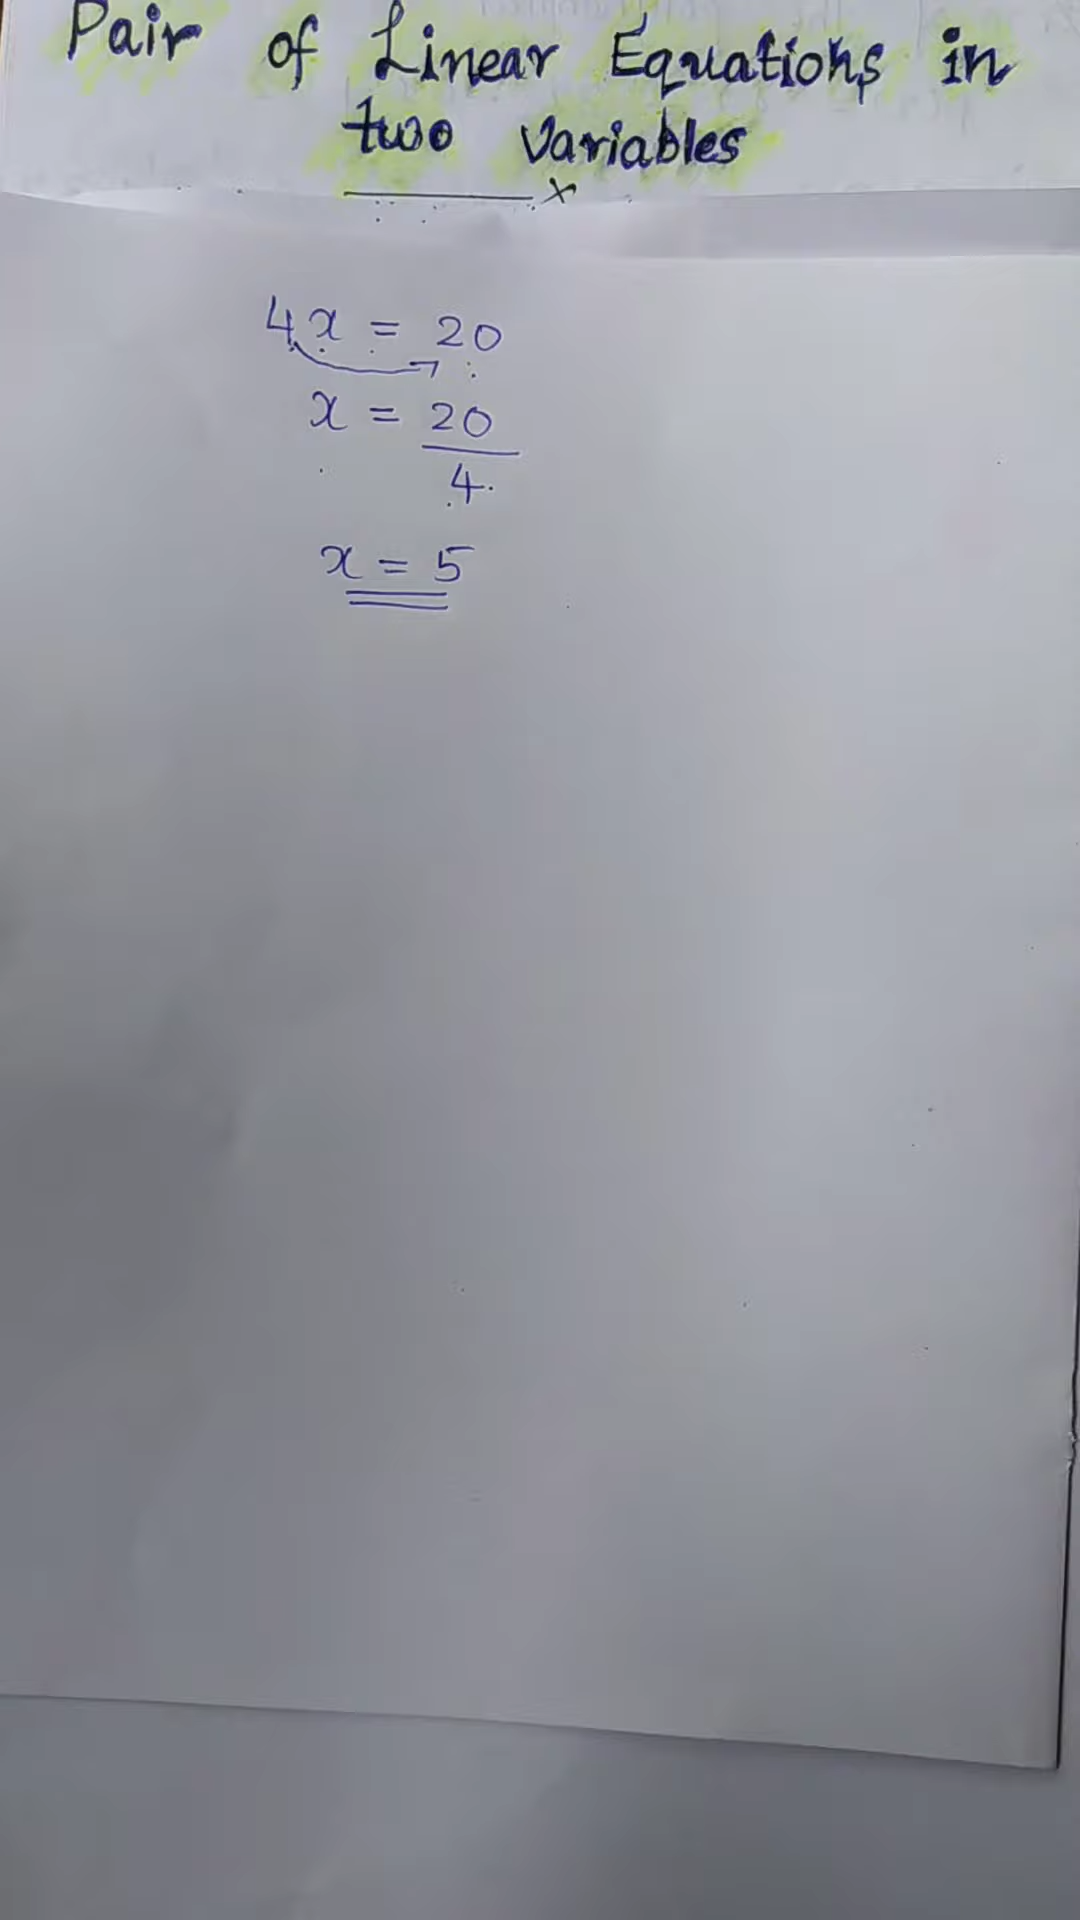 Pair of Linear Equations in
two Variables
x
4x = 20
x = 20
4
x = 5